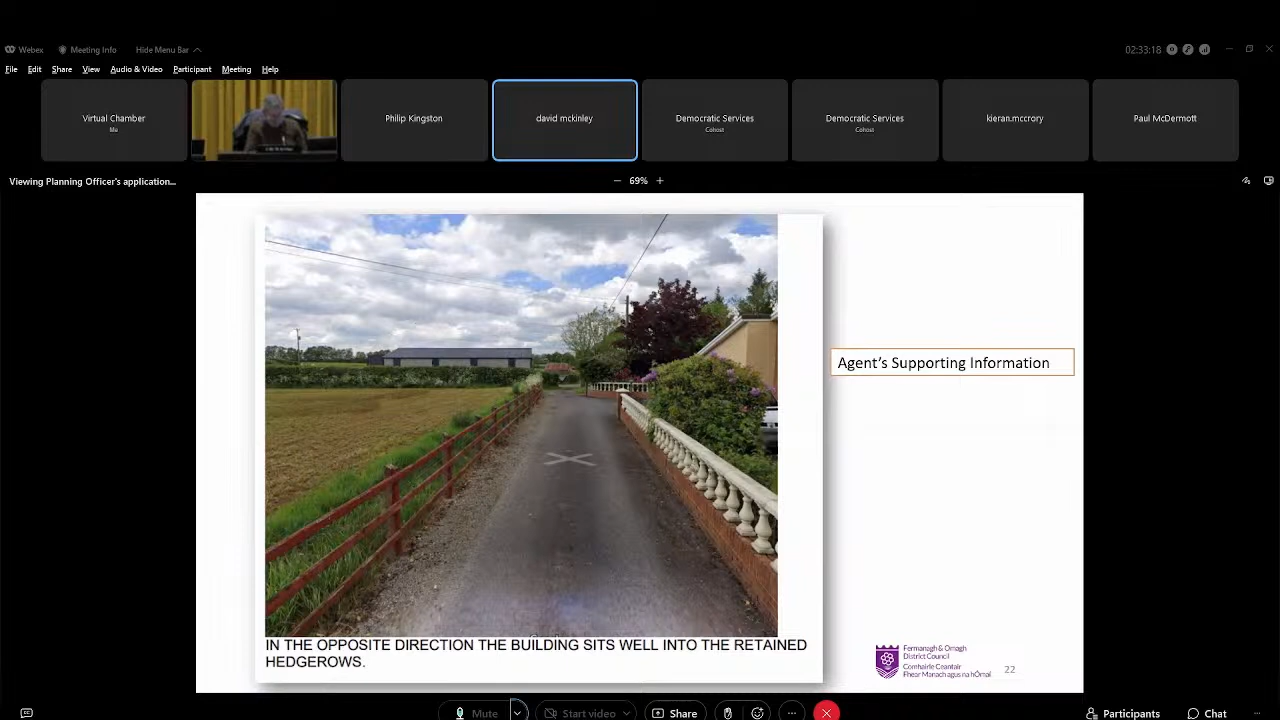 Webex
Meeting Info
Hide Menu Bar
02:33:18
File Edit Share View Audio & Video Participant Meeting Help
Virtual Chamber
Me
Philip Kingston
david mckinley
Democratic Services
Cohost
Democratic Services
Cohost
kieran.mccrory
Paul McDermott
Viewing Planning Officer's application...
69%
Agent's Supporting Information
IN THE OPPOSITE DIRECTION THE BUILDING SITS WELL INTO THE RETAINED
HEDGEROWS.
Fermanagh & Omagh
District Council
Comhairle Ceantair
Fhear Manach agus na hÓmaí
22
Mute
Start video
Share
Participants
Chat